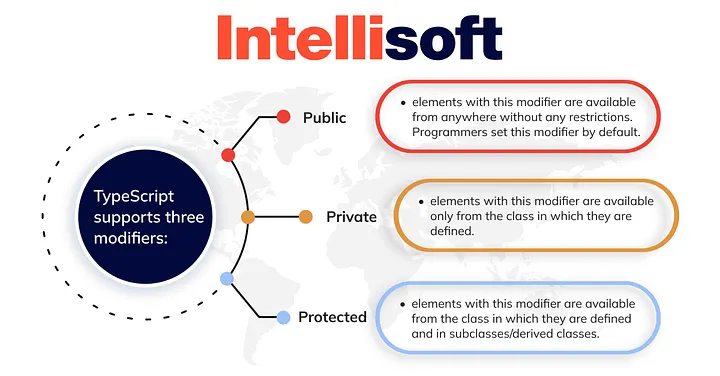 Intellisoft
TypeScript
supports three
modifiers:
Public
• elements with this modifier are available
from anywhere without any restrictions.
Programmers set this modifier by default.
Private
• elements with this modifier are available
only from the class in which they are
defined.
Protected
• elements with this modifier are available
from the class in which they are defined
and in subclasses/derived classes.